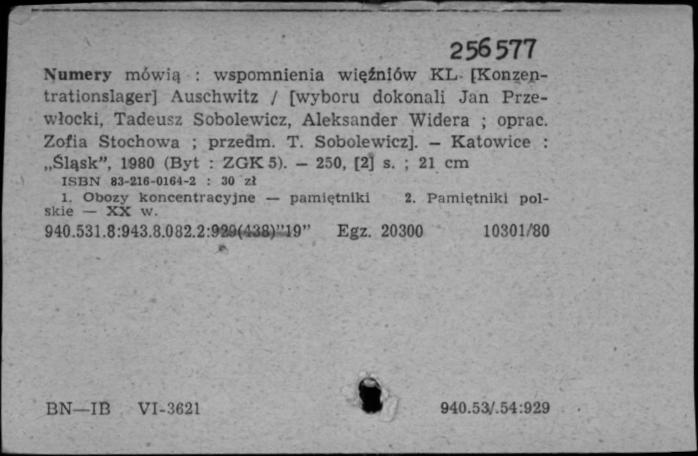 256577
Numery mówią : wspomnienia więźniów KL [Konzen-
trationslager] Auschwitz / [wyboru dokonali Jan Prze-
włocki, Tadeusz Sobolewicz, Aleksander Widera ; oprac.
Zofia Stochowa ; przedm. T. Sobolewicz]. — Katowice :
„Śląsk”, 1980 (Byt : ZGK 5). — 250, [2] s. ; 21 cm
ISBN 83-216-0164-2 : 30 zł
1. Obozy koncentracyjne — pamiętniki 2. Pamiętniki pol-
skie — XX w.
940.531.8:943.8.082.2:929(438)"19” Egz. 20300 10301/80
BN—IB VI-3621 940.53/.54:929